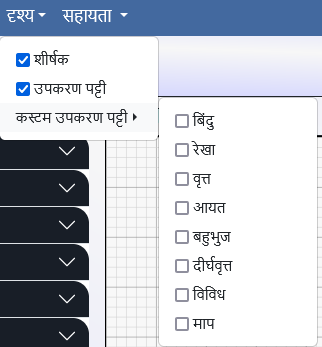 दृश्य सहायता
शीर्षक
उपकरण पट्टी
कस्टम उपकरण पट्टी
बिंदु
रेखा
वृत्त
आयत
बहुभुज
दीर्घवृत्त
विविध
माप